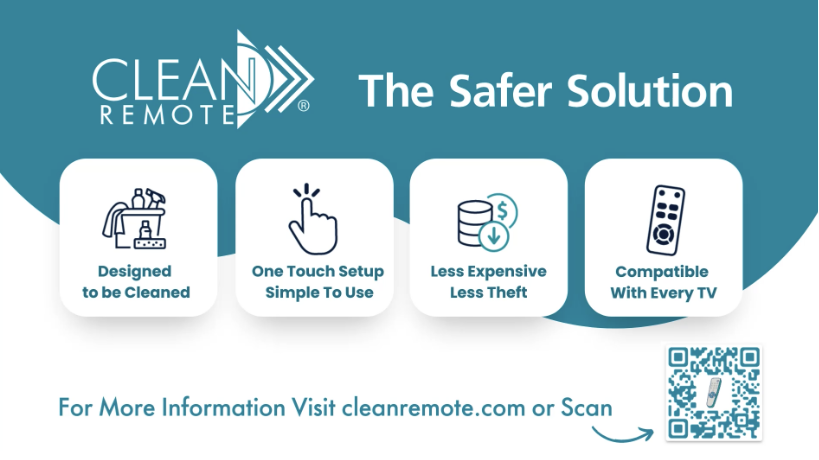 CLEAN
REMOTE®
The Safer Solution
Designed
to be Cleaned
One Touch Setup
Simple To Use
$
Less Expensive
Less Theft
Compatible
With Every TV
For More Information Visit cleanremote.com or Scan